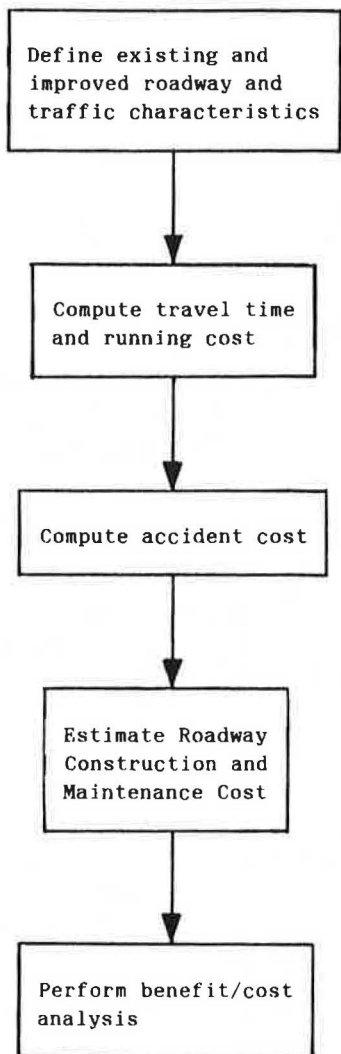 Define existing and
improved roadway and
traffic characteristics
Compute travel time
and running cost
Compute accident cost
Estimate Roadway
Construction and
Maintenance Cost
Perform benefit/cost
analysis